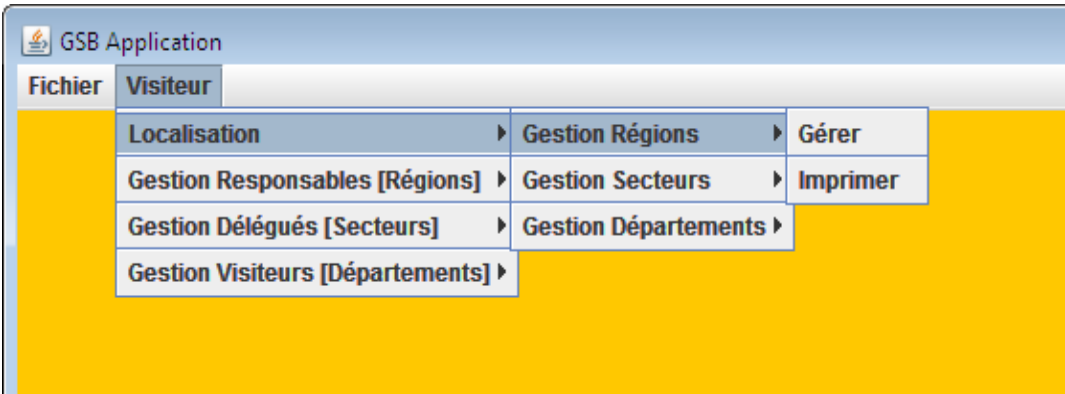 GSB Application
Fichier Visiteur
Localisation Gestion Régions Gérer
Gestion Responsables [Régions] Gestion Secteurs Imprimer
Gestion Délégués [Secteurs] Gestion Départements
Gestion Visiteurs [Départements]